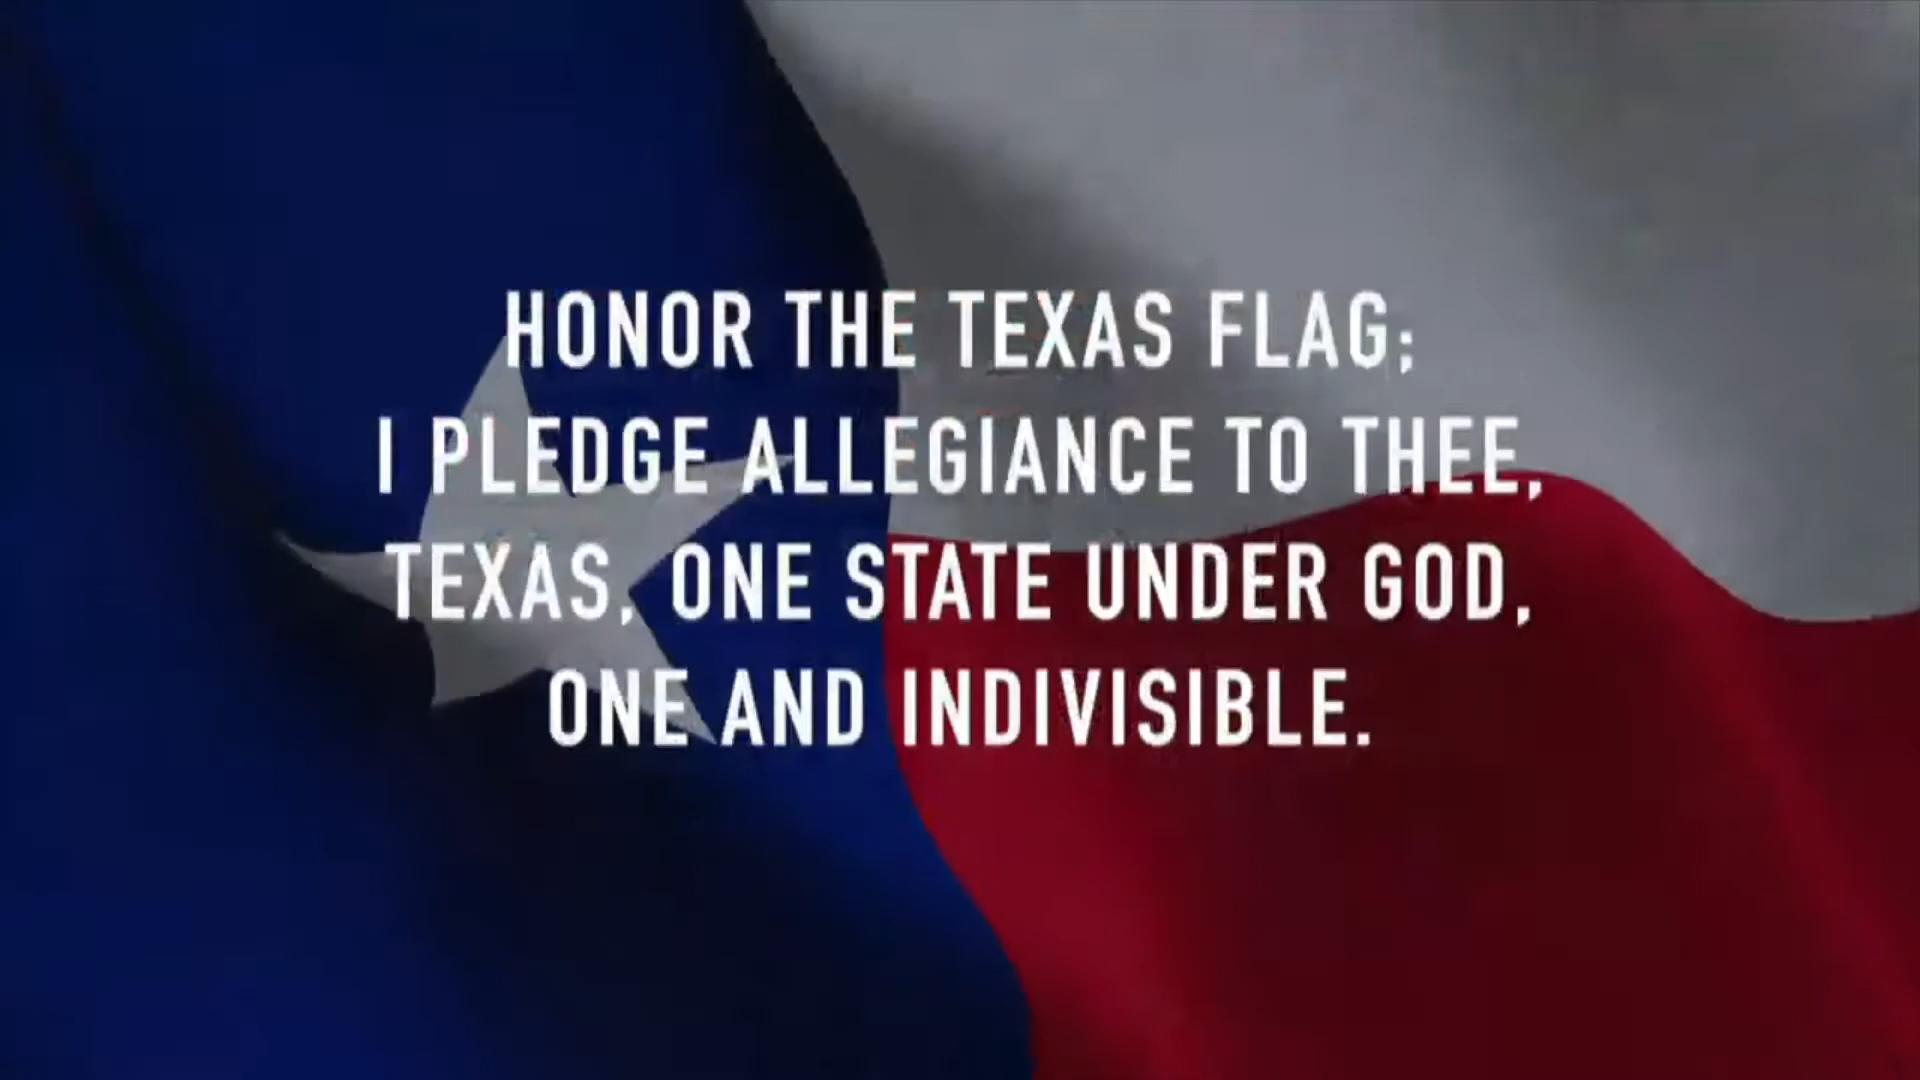 HONOR THE TEXAS FLAG;
I PLEDGE ALLEGIANCE TO THEE,
TEXAS, ONE STATE UNDER GOD,
ONE AND INDIVISIBLE.